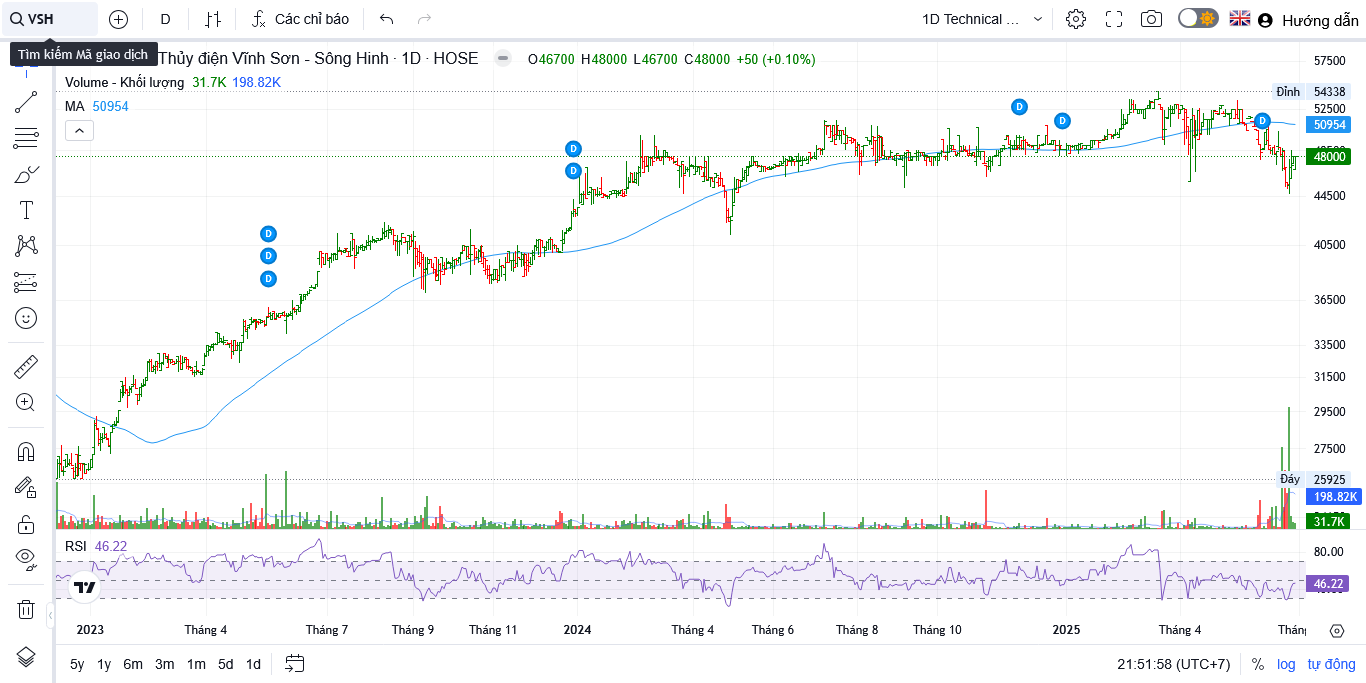 VSH D Các chỉ báo 1D Technical ... Hướng dẫn
Tìm kiếm Mã giao dịch
Thủy điện Vĩnh Sơn - Sông Hinh · 1D · HOSE O46700 H48000 L46700 C48000 +50 (+0.10%)
Volume - Khối lượng 31.7K 198.82K
MA 50954
57500
Đỉnh 54338
52500
50954
48000
44500
40500
36500
33500
31500
29500
27500
Đáy 25925
198.82K
31.7K
D
D
D
D
D
D
D
D
RSI 46.22
80.00
46.22
2023 Tháng 4 Tháng 7 Tháng 9 Tháng 11 2024 Tháng 4 Tháng 6 Tháng 8 Tháng 10 2025 Tháng 4
5y 1y 6m 3m 1m 5d 1d 21:51:58 (UTC+7) % log tự động